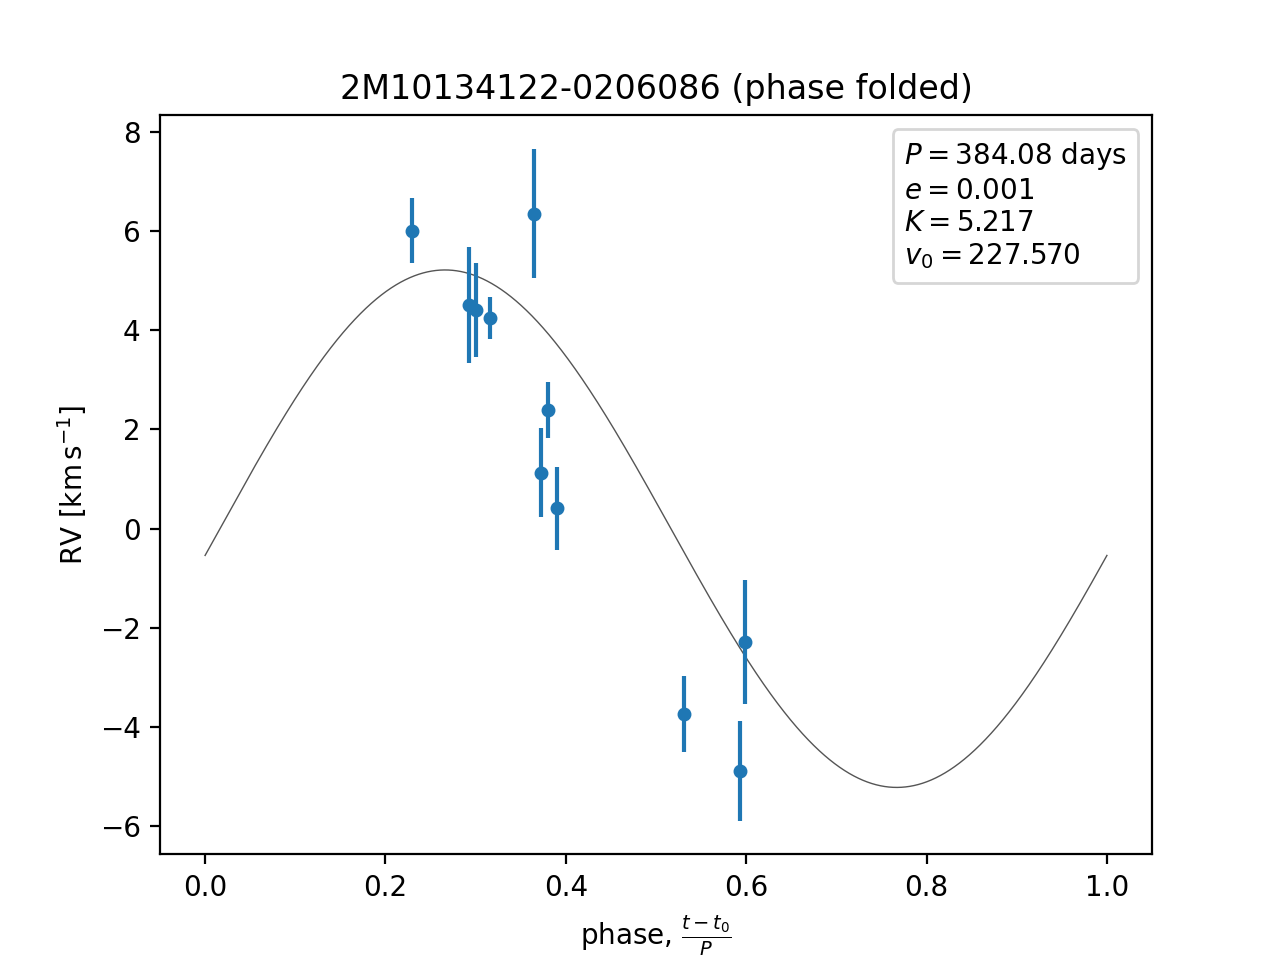 2M10134122-0206086 (phase folded)
P = 384.08 days
e = 0.001
K = 5.217
v₀ = 227.570
RV [km s⁻¹]
8
6
4
2
0
−2
−4
−6
0.0 0.2 0.4 0.6 0.8 1.0
phase, (t − t₀)/P